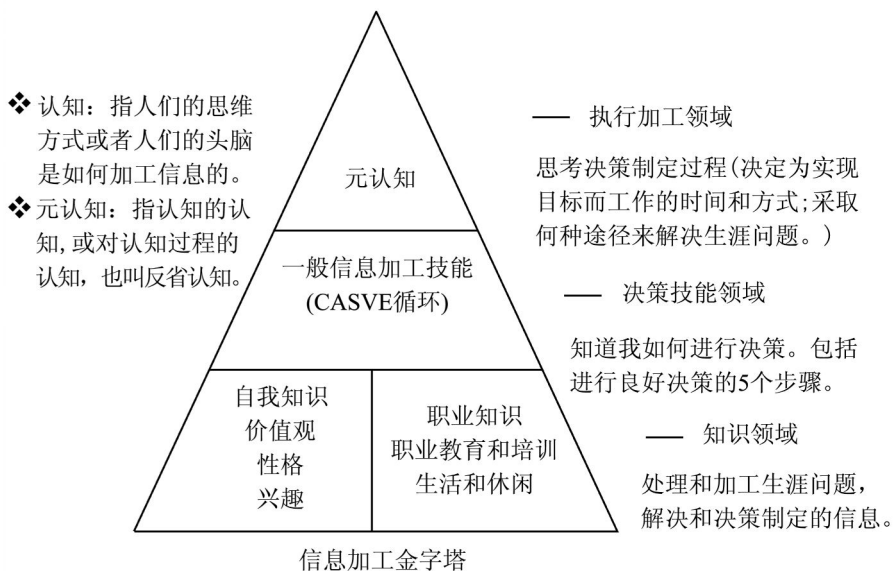 ❖ 认知：指人们的思维
方式或者人们的头脑
是如何加工信息的。
❖ 元认知：指认知的认
知,或对认知过程的
认知，也叫反省认知。
元认知
一般信息加工技能
(CASVE循环)
自我知识
价值观
性格
兴趣
职业知识
职业教育和培训
生活和休闲
— 执行加工领域
思考决策制定过程(决定为实现
目标而工作的时间和方式;采取
何种途径来解决生涯问题。)
— 决策技能领域
知道我如何进行决策。包括
进行良好决策的5个步骤。
— 知识领域
处理和加工生涯问题，
解决和决策制定的信息。
信息加工金字塔